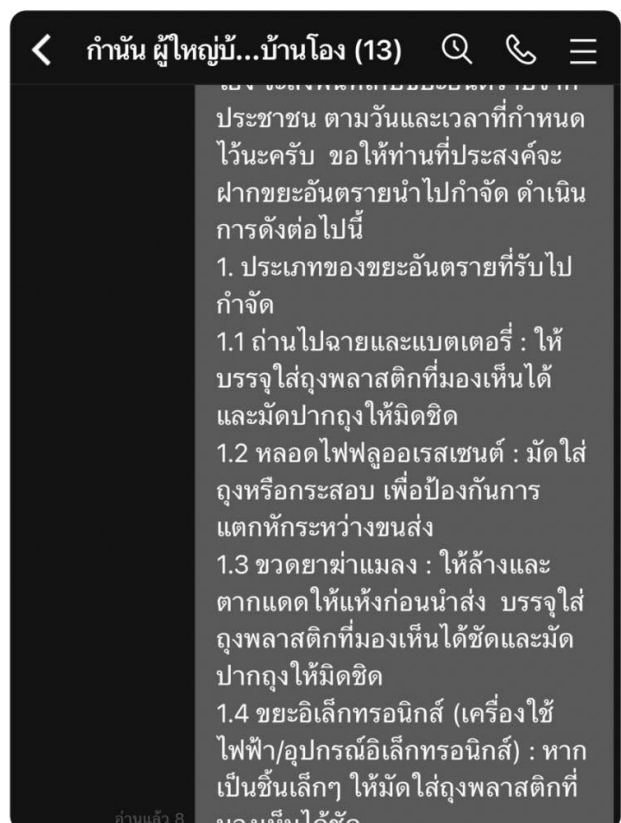 กำนัน ผู้ใหญ่บ้...บ้านโอง (13)
ประชาชน ตามวันและเวลาที่กำหนด
ไว้นะครับ ขอให้ท่านที่ประสงค์จะ
ฝากขยะอันตรายนำไปกำจัด ดำเนิน
การดังต่อไปนี้
1. ประเภทของขยะอันตรายที่รับไป
กำจัด
1.1 ถ่านไปฉายและแบตเตอรี่ : ให้
บรรจุใส่ถุงพลาสติกที่มองเห็นได้
และมัดปากถุงให้มิดชิด
1.2 หลอดไฟฟลูออเรสเซนต์ : มัดใส่
ถุงหรือกระสอบ เพื่อป้องกันการ
แตกหักระหว่างขนส่ง
1.3 ขวดยาฆ่าแมลง : ให้ล้างและ
ตากแดดให้แห้งก่อนนำส่ง บรรจุใส่
ถุงพลาสติกที่มองเห็นได้ชัดและมัด
ปากถุงให้มิดชิด
1.4 ขยะอิเล็กทรอนิกส์ (เครื่องใช้
ไฟฟ้า/อุปกรณ์อิเล็กทรอนิกส์) : หาก
เป็นชิ้นเล็กๆ ให้มัดใส่ถุงพลาสติกที่
มองเห็นได้ชัด
อ่านแล้ว 8